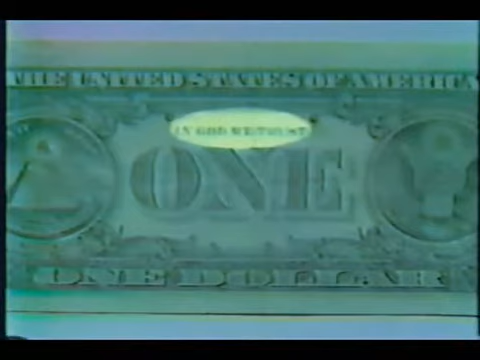 THE UNITED STATES OF AMERICA
IN GOD WE TRUST
ONE
ONE DOLLAR